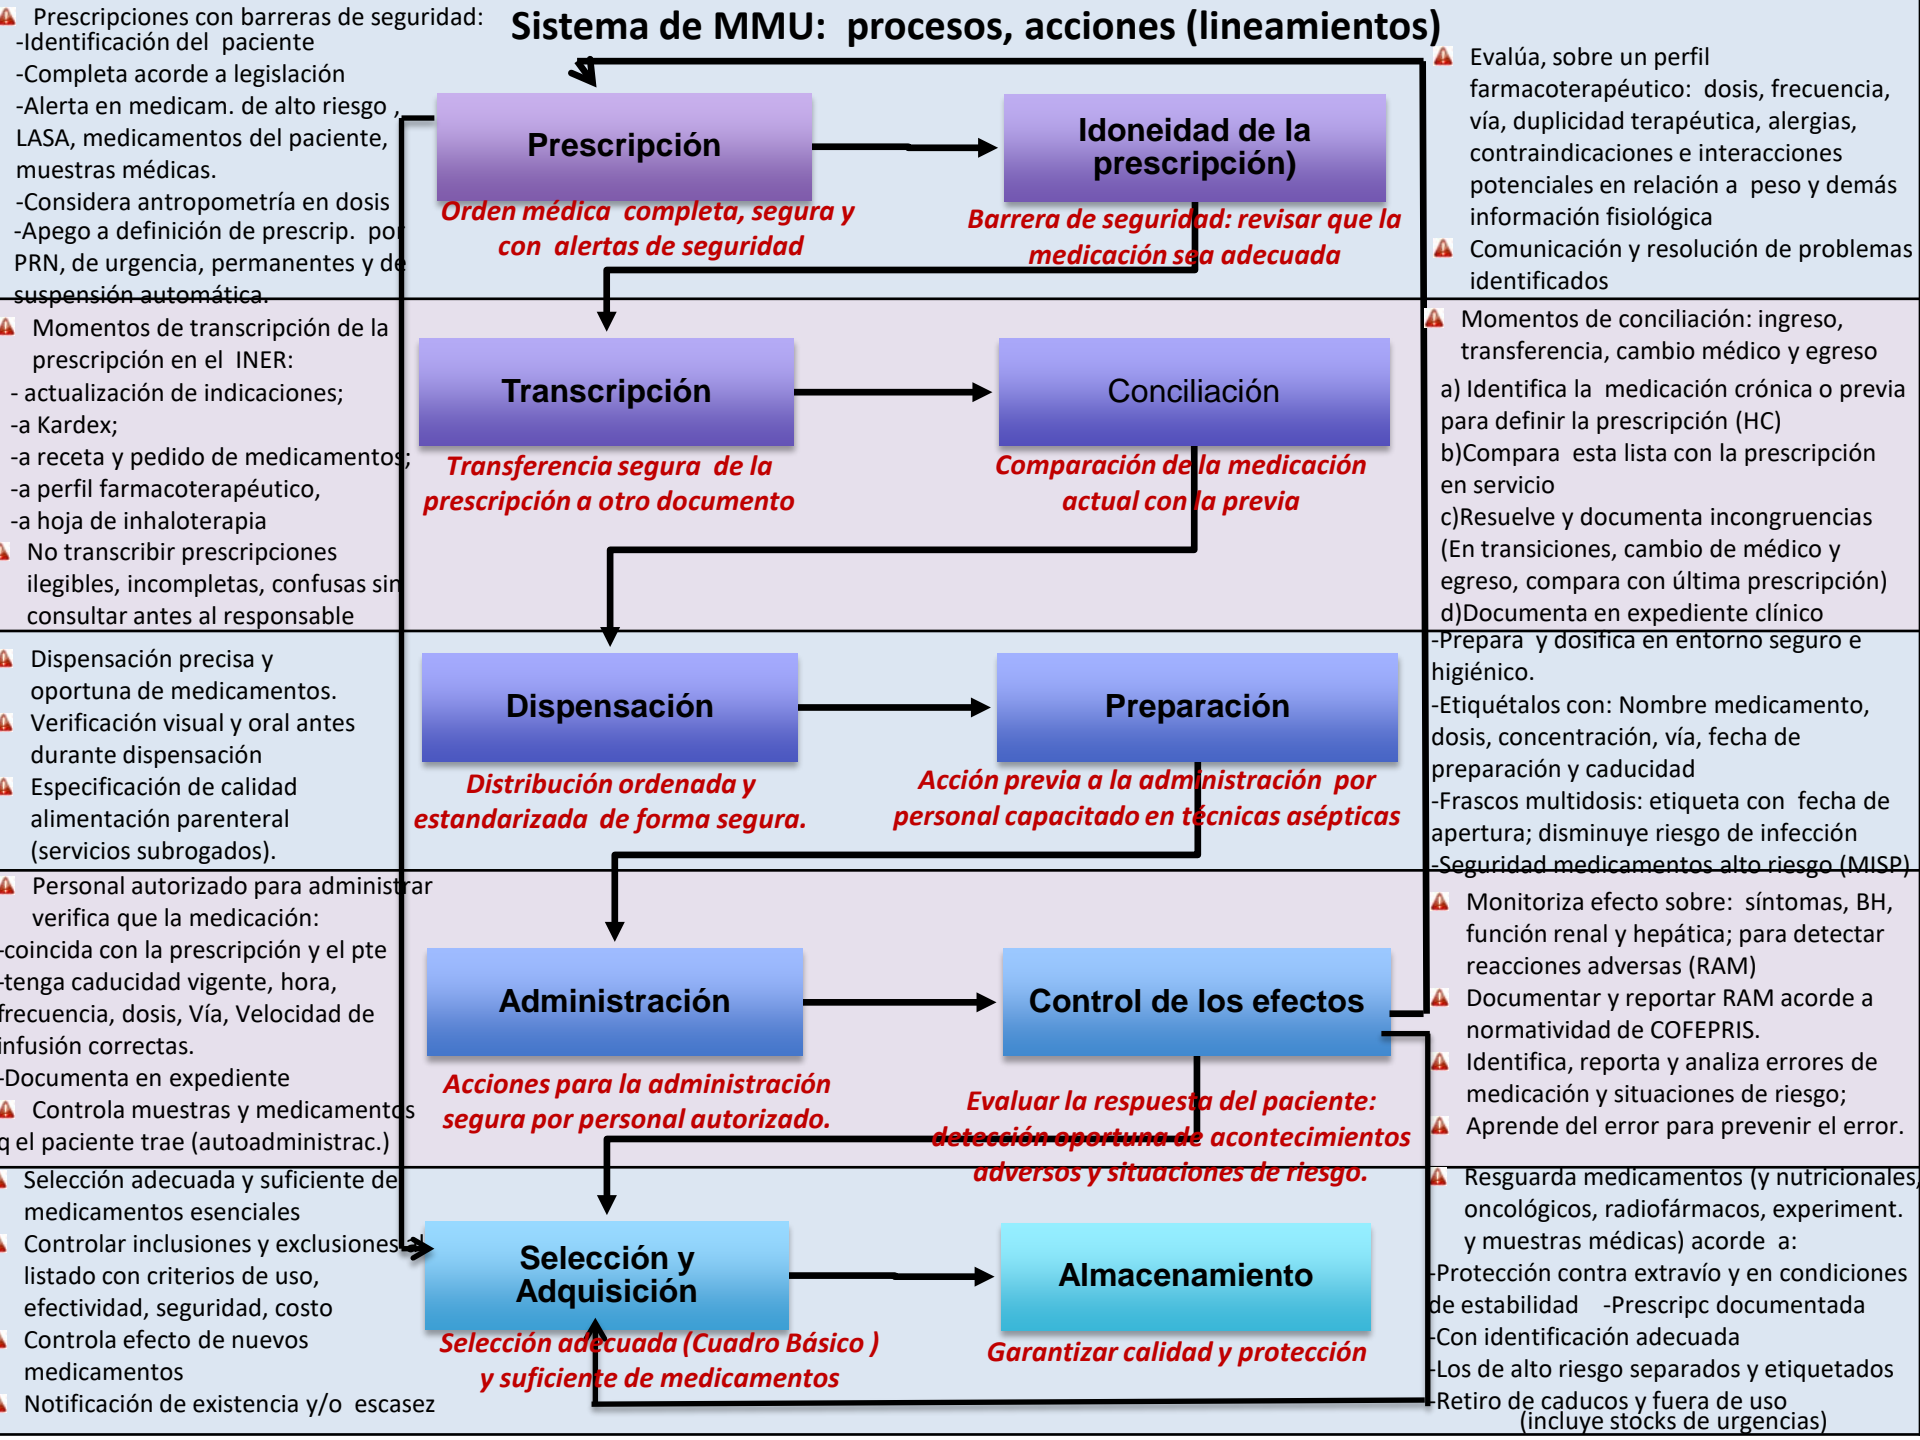 Sistema de MMU:  procesos, acciones (lineamientos)
Prescripciones con barreras de seguridad:
-Identificación del  paciente
-Completa acorde a legislación
-Alerta en medicam. de alto riesgo ,
LASA, medicamentos del paciente,
muestras médicas.
-Considera antropometría en dosis
-Apego a definición de prescrip.  por
PRN, de urgencia, permanentes y de
suspensión automática.
Prescripción
Orden médica  completa, segura y
con  alertas de seguridad
Idoneidad de la
prescripción)
Barrera de seguridad: revisar que la
medicación sea adecuada
Evalúa, sobre un perfil
farmacoterapéutico:  dosis, frecuencia,
vía, duplicidad terapéutica, alergias,
contraindicaciones e interacciones
potenciales en relación a  peso y demás
información fisiológica
Comunicación y resolución de problemas
identificados
Momentos de transcripción de la
prescripción en el  INER:
- actualización de indicaciones;
-a Kardex;
-a receta y pedido de medicamentos;
-a perfil farmacoterapéutico,
-a hoja de inhaloterapia
No transcribir prescripciones
ilegibles, incompletas, confusas sin
consultar antes al responsable
Transcripción
Transferencia segura  de la
prescripción a otro documento
Conciliación
Comparación de la medicación
actual con la previa
Momentos de conciliación: ingreso,
transferencia, cambio médico y egreso
a) Identifica la  medicación crónica o previa
para definir la prescripción (HC)
b)Compara  esta lista con la prescripción
en servicio
c)Resuelve y documenta incongruencias
(En transiciones, cambio de médico y
egreso, compara con última prescripción)
d)Documenta en expediente clínico
Dispensación precisa y
oportuna de medicamentos.
Verificación visual y oral antes
durante dispensación
Especificación de calidad
alimentación parenteral
(servicios subrogados).
Dispensación
Distribución ordenada y
estandarizada  de forma segura.
Preparación
Acción previa a la administración  por
personal capacitado en técnicas asépticas
-Prepara  y dosifica en entorno seguro e
higiénico.
-Etiquétalos con: Nombre medicamento,
dosis, concentración, vía, fecha de
preparación y caducidad
-Frascos multidosis: etiqueta con  fecha de
apertura; disminuye riesgo de infección
-Seguridad medicamentos alto riesgo (MISP)
Personal autorizado para administrar
verifica que la medicación:
-coincida con la prescripción y el pte
-tenga caducidad vigente, hora,
frecuencia, dosis, Vía, Velocidad de
infusión correctas.
-Documenta en expediente
Controla muestras y medicamentos
q el paciente trae (autoadministrac.)
Administración
Acciones para la administración
segura por personal autorizado.
Control de los efectos
Evaluar la respuesta del paciente:
detección oportuna de acontecimientos
adversos y situaciones de riesgo.
Monitoriza efecto sobre:  síntomas, BH,
función renal y hepática; para detectar
reacciones adversas (RAM)
Documentar y reportar RAM acorde a
normatividad de COFEPRIS.
Identifica, reporta y analiza errores de
medicación y situaciones de riesgo;
Aprende del error para prevenir el error.
Selección adecuada y suficiente de
medicamentos esenciales
Controlar inclusiones y exclusiones al
listado con criterios de uso,
efectividad, seguridad, costo
Controla efecto de nuevos
medicamentos
Notificación de existencia y/o  escasez
Selección y
Adquisición
Selección adecuada (Cuadro Básico )
y suficiente de medicamentos
Almacenamiento
Garantizar calidad y protección
Resguarda medicamentos (y nutricionales,
oncológicos, radiofármacos, experiment.
y muestras médicas) acorde  a:
-Protección contra extravío y en condiciones
de estabilidad    -Prescripc documentada
-Con identificación adecuada
-Los de alto riesgo separados y etiquetados
-Retiro de caducos y fuera de uso
(incluye stocks de urgencias)